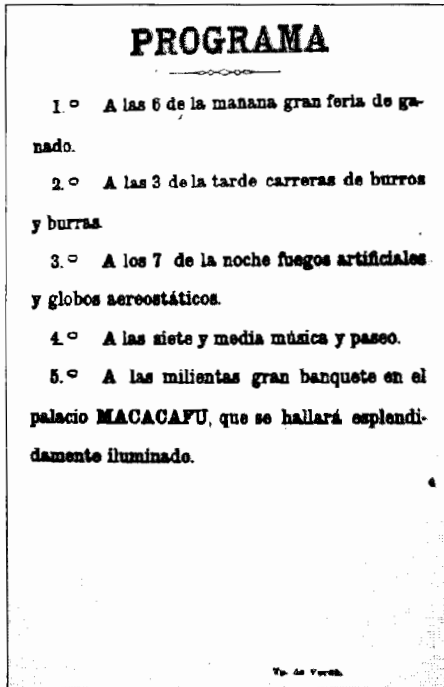 PROGRAMA
1.º A las 6 de la mañana gran feria de ga-
nado.
2.º A las 3 de la tarde carreras de burros
y burras
3.º A los 7 de la noche fuegos artificiales
y globos aereostáticos.
4.º A las siete y media música y paseo.
5.º A las milientas gran banquete en el
palacio MACACAFU, que se hallará esplendi-
damente iluminado.